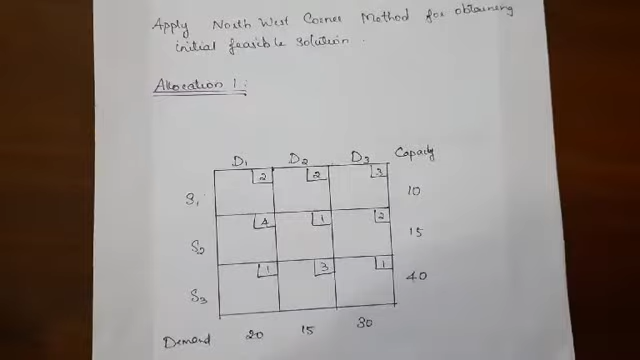 Apply North West Corner Method for obtaining
initial feasible solution.
Allocation 1:
D1 D2 D3 Capacity
S1 2 2 3 10
S2 4 1 2 15
S3 1 3 1 40
Demand 20 15 30